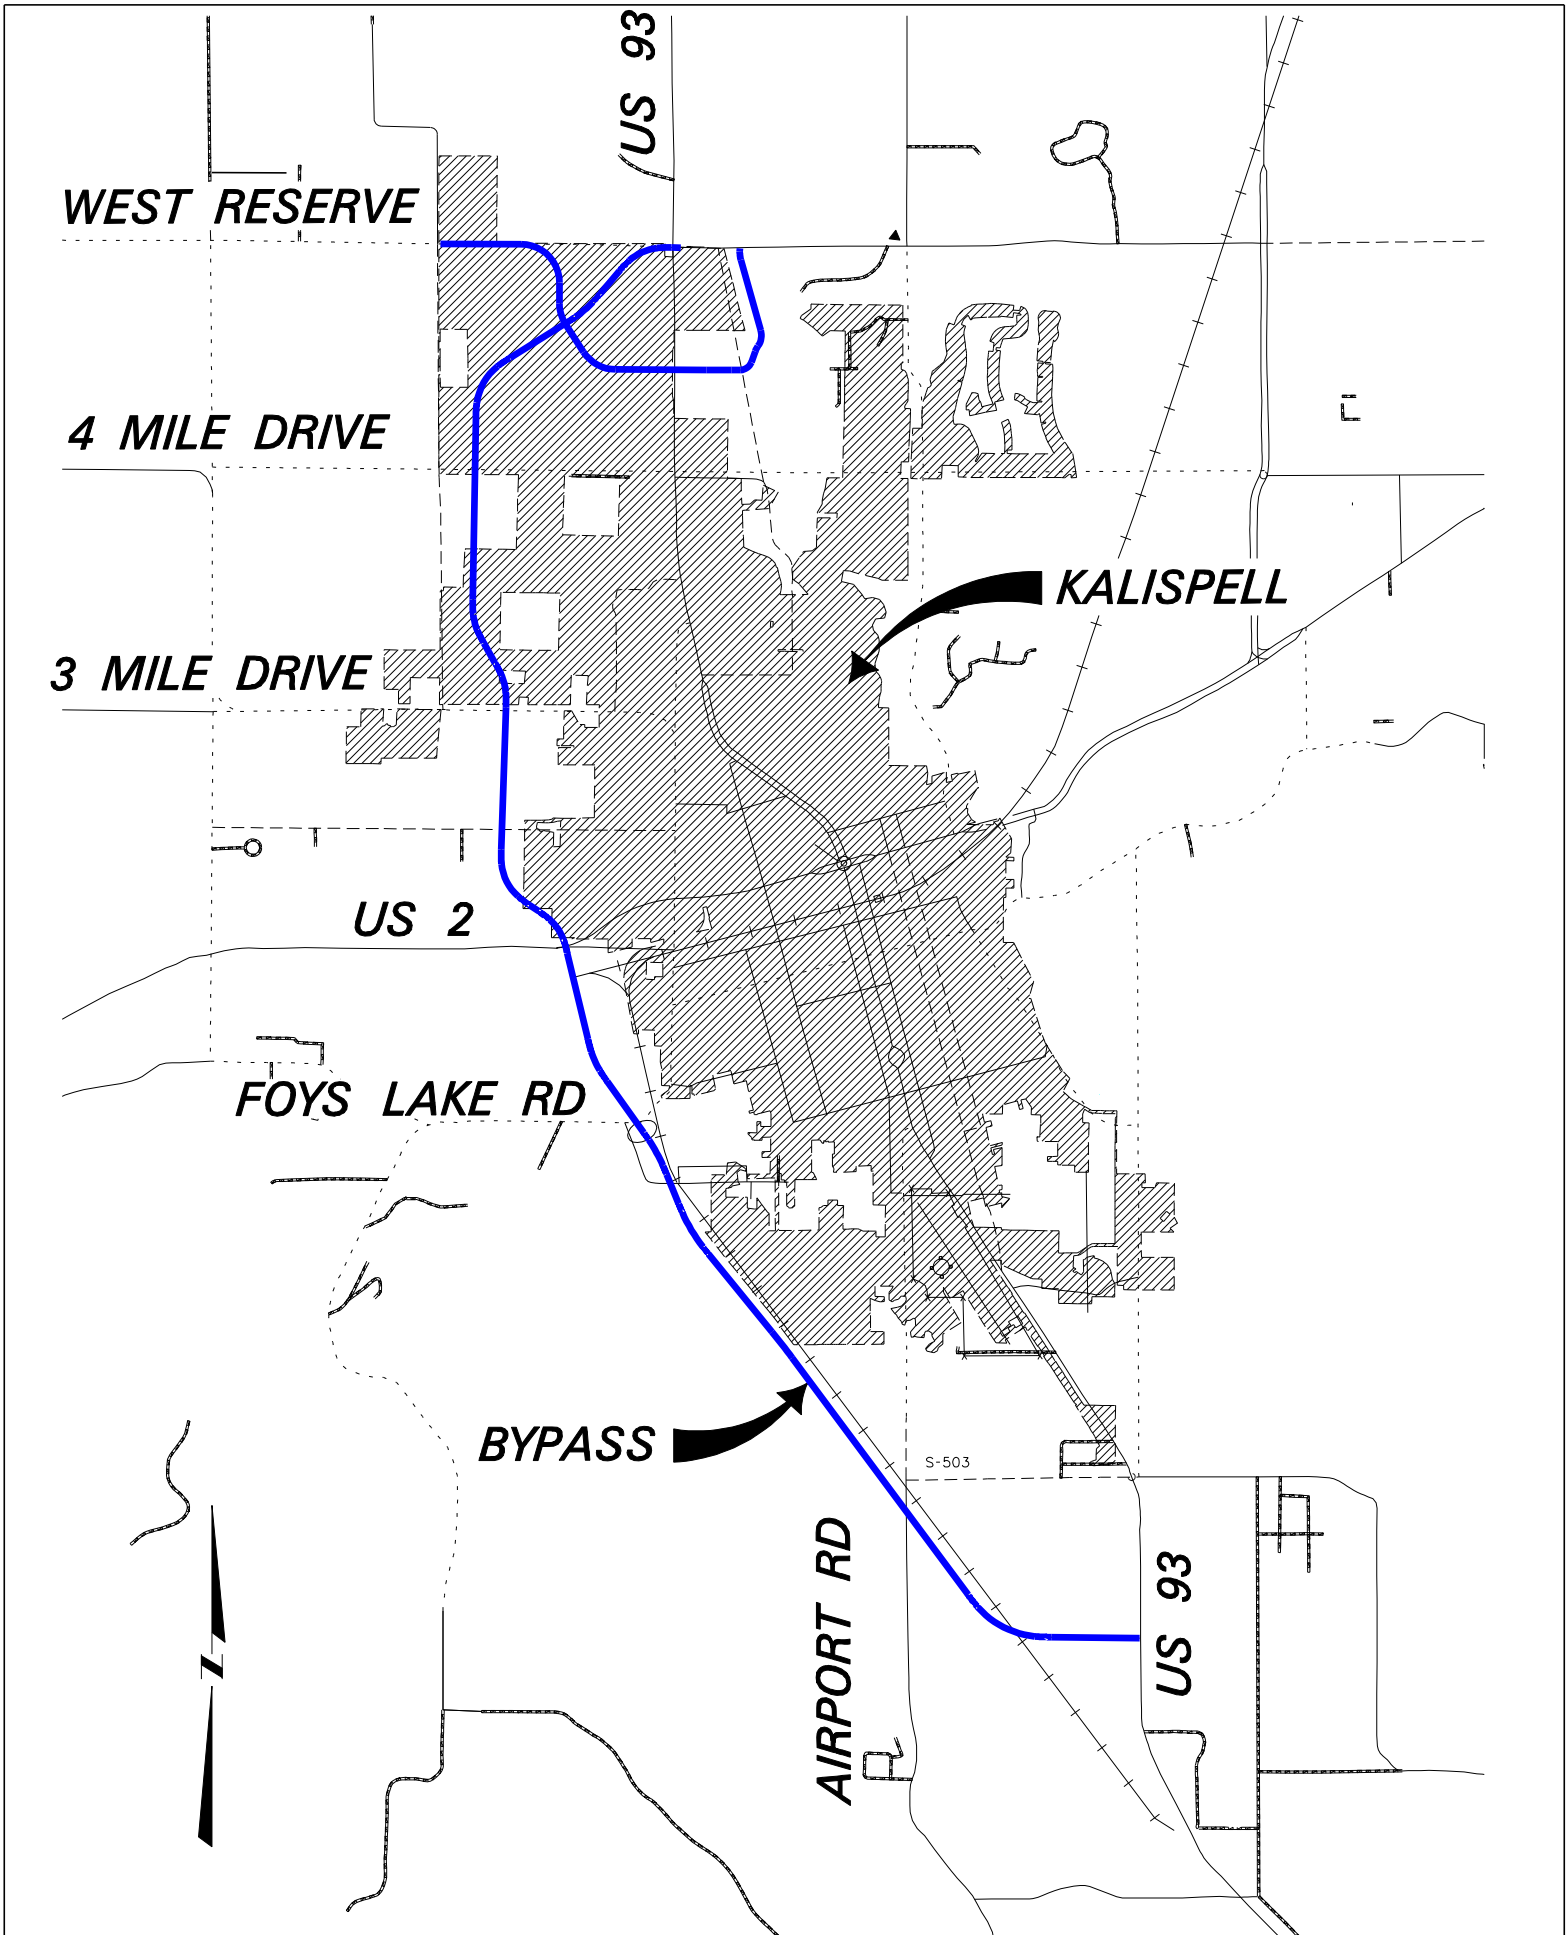 US 93
WEST RESERVE
4 MILE DRIVE
KALISPELL
3 MILE DRIVE
US 2
FOYS LAKE RD
BYPASS
S-503
AIRPORT RD
US 93
N